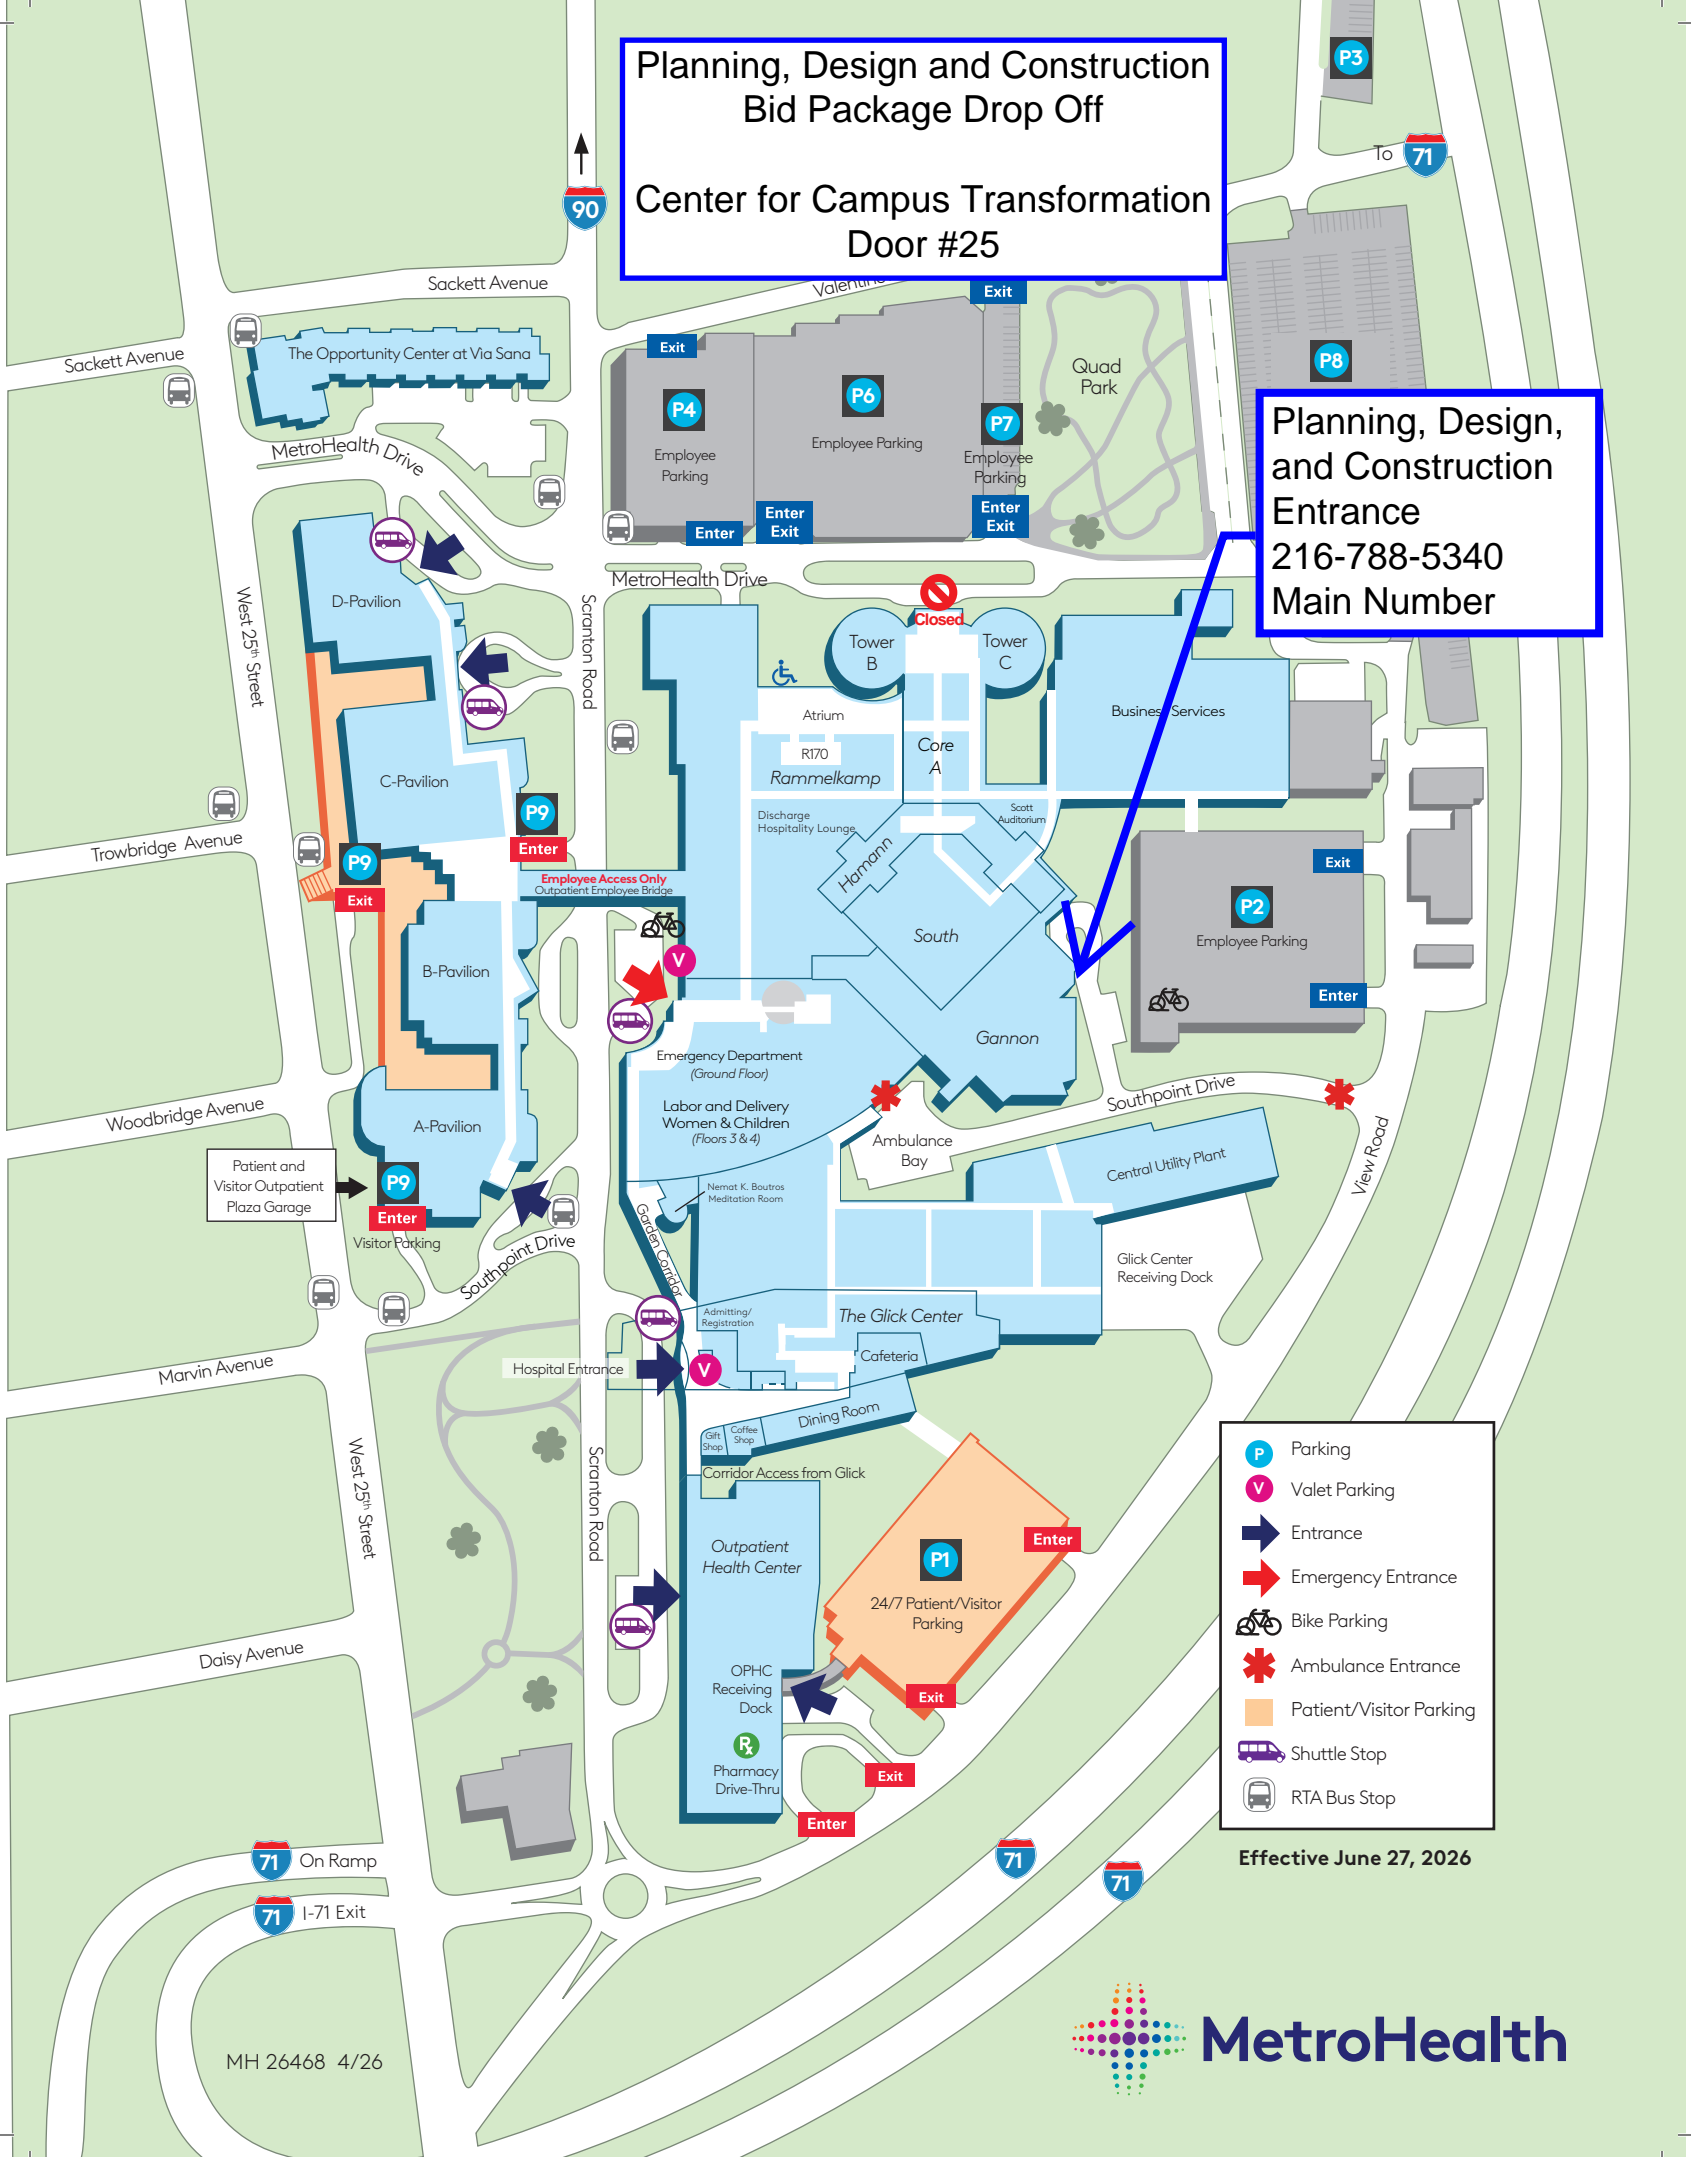 Planning, Design and Construction
Bid Package Drop Off
Center for Campus Transformation
Door #25
P3
To
71
90
Sackett Avenue
Exit
Sackett Avenue
The Opportunity Center at Via Sana
Exit
P8
Quad
Park
P4
P6
P7
Employee
Parking
Employee Parking
Employee
Parking
Planning, Design,
and Construction
Entrance
216-788-5340
Main Number
MetroHealth Drive
Enter
Enter
Exit
Enter
Exit
MetroHealth Drive
Closed
D-Pavilion
West 25th Street
Scranton Road
Tower
B
Tower
C
Atrium
R170
Rammelkamp
Core
A
Business Services
C-Pavilion
Discharge
Hospitality Lounge
Scott
Auditorium
P9
Enter
Trowbridge Avenue
P9
Exit
Employee Access Only
Outpatient Employee Bridge
Hamann
South
Exit
P2
Employee Parking
Enter
V
B-Pavilion
Gannon
Emergency Department
(Ground Floor)
Labor and Delivery
Women & Children
(Floors 3 & 4)
Southpoint Drive
Woodbridge Avenue
A-Pavilion
Ambulance
Bay
Central Utility Plant
View Road
Patient and
Visitor Outpatient
Plaza Garage
P9
Enter
Visitor Parking
Nemat K. Boutros
Meditation Room
Garden Corridor
Southpoint Drive
Glick Center
Receiving Dock
Admitting/
Registration
The Glick Center
Cafeteria
Marvin Avenue
Hospital Entrance
V
Dining Room
Gift
Shop
Coffee
Shop
Corridor Access from Glick
West 25th Street
Scranton Road
Outpatient
Health Center
P1
24/7 Patient/Visitor
Parking
Enter
Exit
Daisy Avenue
OPHC
Receiving
Dock
Rx
Pharmacy
Drive-Thru
Exit
Enter
P
Parking
V
Valet Parking
Entrance
Emergency Entrance
Bike Parking
Ambulance Entrance
Patient/Visitor Parking
Shuttle Stop
RTA Bus Stop
Effective June 27, 2026
71
On Ramp
71
I-71 Exit
71
71
MH 26468 4/26
MetroHealth